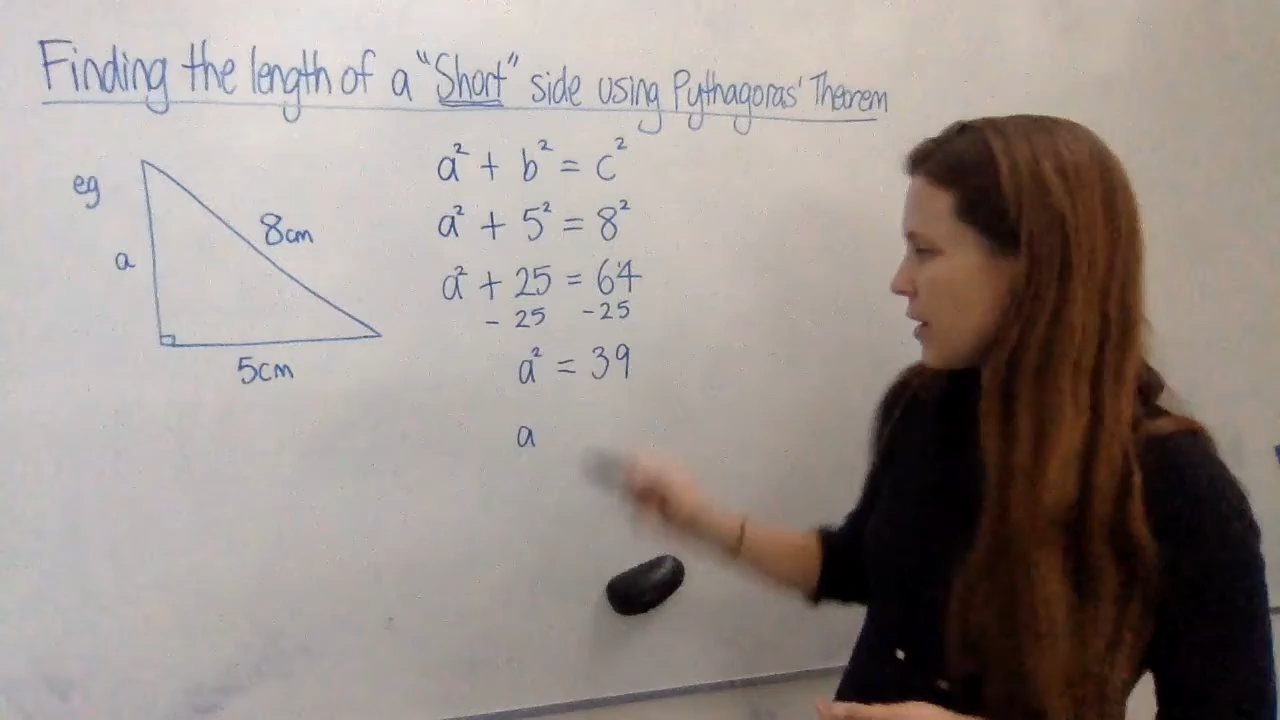 Finding the length of a "Short" side using Pythagoras' Theorem
eg
a
8cm
5cm
a² + b² = c²
a² + 5² = 8²
a² + 25 = 64
- 25 -25
a² = 39
a